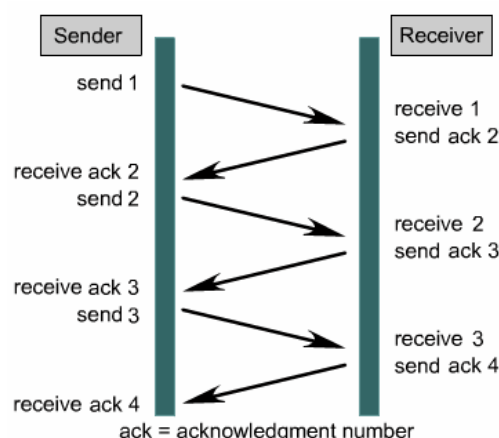 Sender
Receiver
send 1
receive 1
send ack 2
receive ack 2
send 2
receive 2
send ack 3
receive ack 3
send 3
receive 3
send ack 4
receive ack 4
ack = acknowledgment number